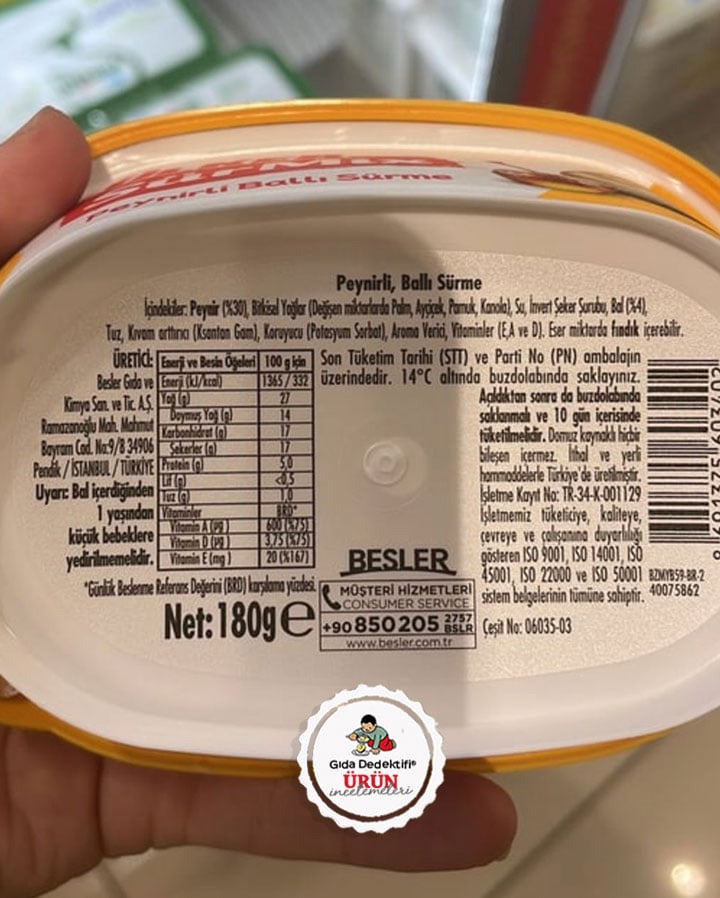 Peynirli Ballı Sürme
Peynirli, Ballı Sürme
İçindekiler: Peynir (%30), Bitkisel Yağlar (Değişen miktarlarda Palm, Ayçiçek, Pamuk, Kanola), Su, İnvert Şeker Şurubu, Bal (%4),
Tuz, Kıvam arttırıcı (Ksantan Gam), Koruyucu (Potasyum Sorbat), Aroma Verici, Vitaminler (E,A ve D). Eser miktarda fındık içerebilir.
ÜRETİCİ:
Besler Gıda ve
Kimya San. ve Tic. A.Ş.
Ramazanoğlu Mah. Mahmut
Bayram Cad. No:9/B 34906
Pendik / İSTANBUL / TÜRKİYE
Uyarı: Bal içerdiğinden
1 yaşından
küçük bebeklere
yedirilmemelidir.
Enerji ve Besin Öğeleri 100 g için
Enerji (kJ/kcal) 1365 / 332
Yağ (g) 27
Doymuş Yağ (g) 14
Karbonhidrat (g) 17
Şekerler (g) 17
Protein (g) 5,0
Lif (g) <0,5
Tuz (g) 1,0
Vitaminler BRD*
Vitamin A (µg) 600 (%75)
Vitamin D (µg) 3,75 (%75)
Vitamin E (mg) 20 (%167)
*Günlük Beslenme Referans Değerini (BRD) karşılama yüzdesi.
Net: 180g e
Son Tüketim Tarihi (STT) ve Parti No (PN) ambalajın
üzerindedir. 14°C altında buzdolabında saklayınız.
Açıldıktan sonra da buzdolabında
saklanmalı ve 10 gün içerisinde
tüketilmelidir. Domuz kaynaklı hiçbir
bileşen içermez. İthal ve yerli
hammaddelerle Türkiye'de üretilmiştir.
İşletme Kayıt No: TR-34-K-001129
İşletmemiz tüketiciye, kaliteye,
çevreye ve çalışanına duyarlılığı
gösteren ISO 9001, ISO 14001, ISO
45001, ISO 22000 ve ISO 50001
sistem belgelerinin tümüne sahiptir.
Çeşit No: 06035-03
BESLER
MÜŞTERİ HİZMETLERİ
CONSUMER SERVICE
+90 850 205 2757 BSLR
www.besler.com.tr
BZMYB59-BR-2
40075862
Gıda Dedektifi®
ÜRÜN
incelemeleri